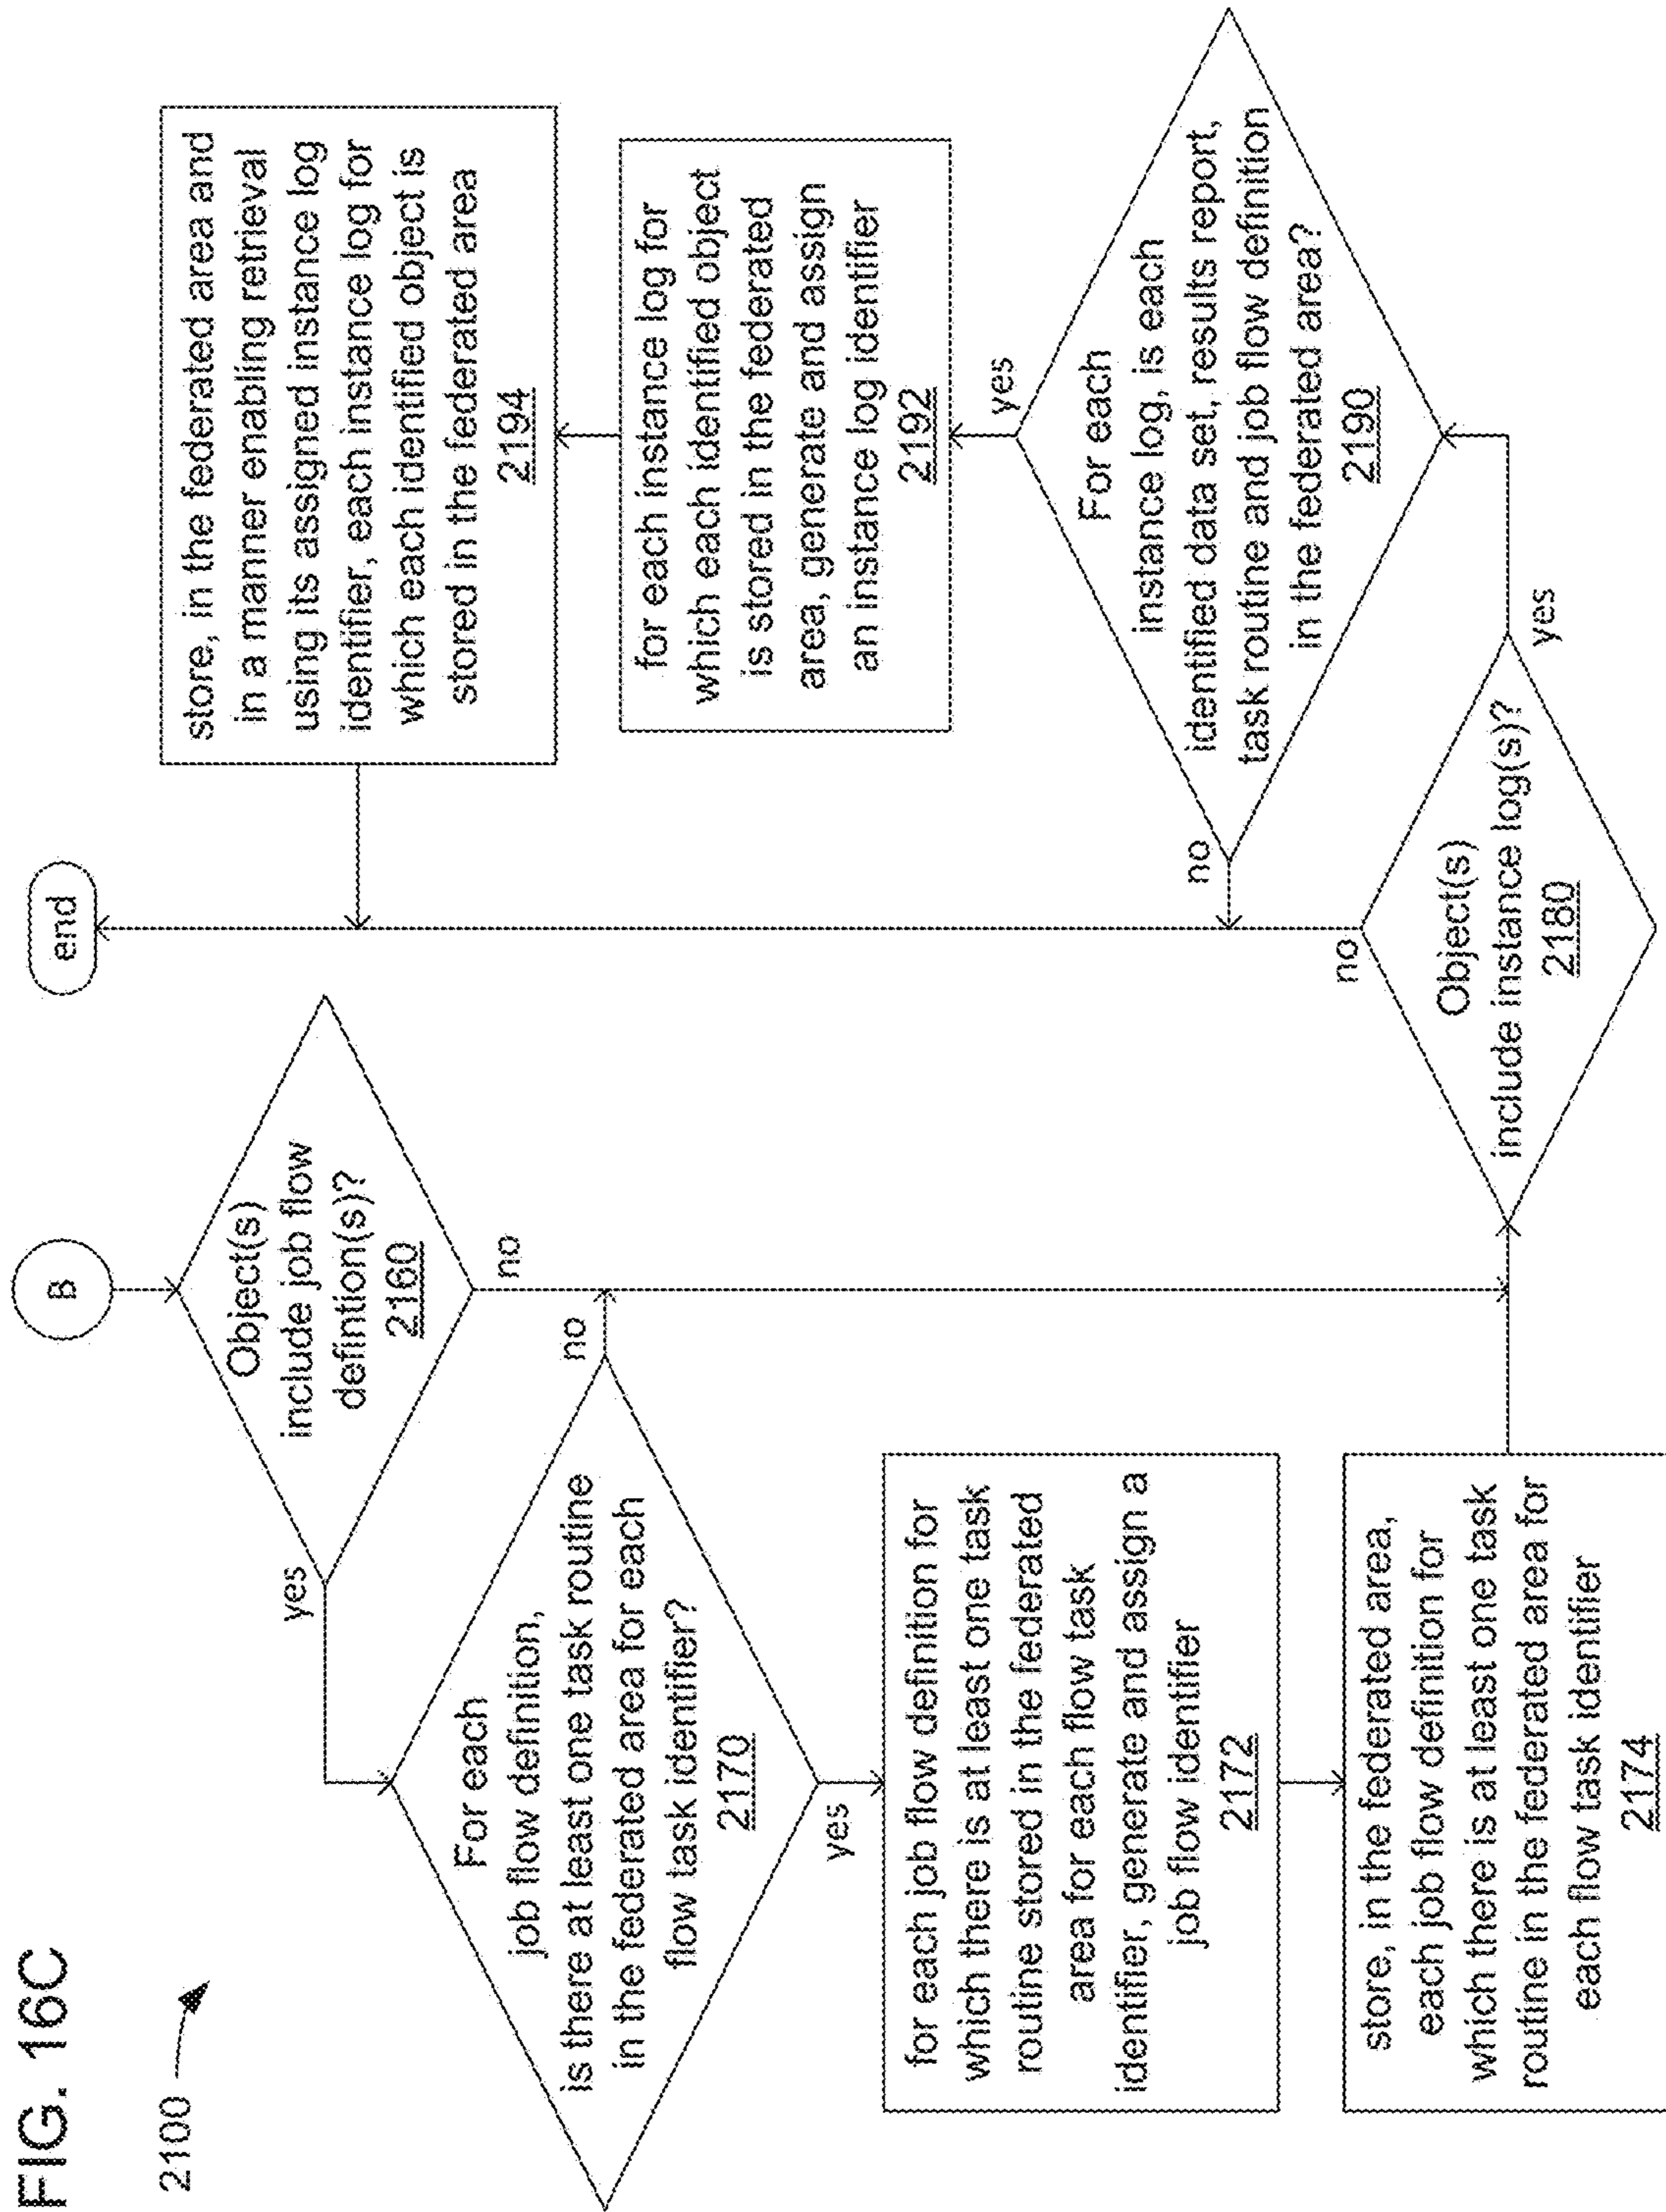 FIG. 16C
2100
B
Object(s)
include job flow
defintion(s)?
2160
yes
no
For each
job flow definition,
is there at least one task routine
in the federated area for each
flow task identifier?
2170
no
yes
for each job flow definition for
which there is at least one task
routine stored in the federated
area for each flow task
identifier, generate and assign a
job flow identifier
2172
store, in the federated area,
each job flow definition for
which there is at least one task
routine in the federated area for
each flow task identifier
2174
end
store, in the federated area and
in a manner enabling retrieval
using its assigned instance log
identifier, each instance log for
which each identified object is
stored in the federated area
2194
for each instance log for
which each identified object
is stored in the federated
area, generate and assign
an instance log identifier
2192
yes
For each
instance log, is each
identified data set, results report,
task routine and job flow definition
in the federated area?
2190
no
no
Object(s)
include instance log(s)?
2180
yes